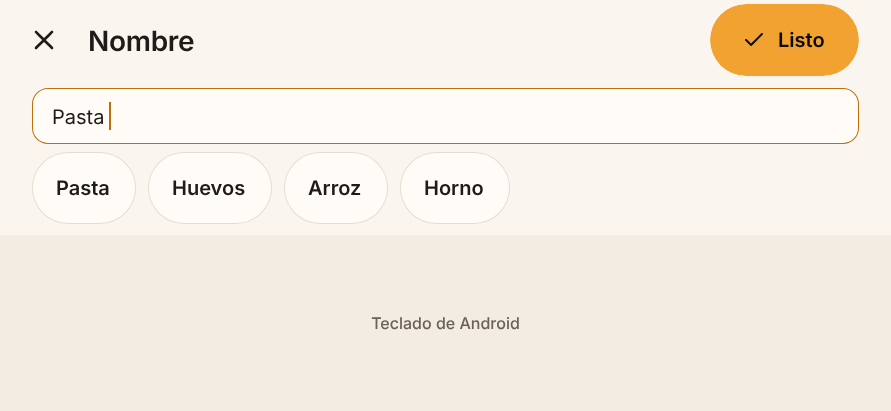 Nombre
Listo
Pasta
Pasta
Huevos
Arroz
Horno
Teclado de Android